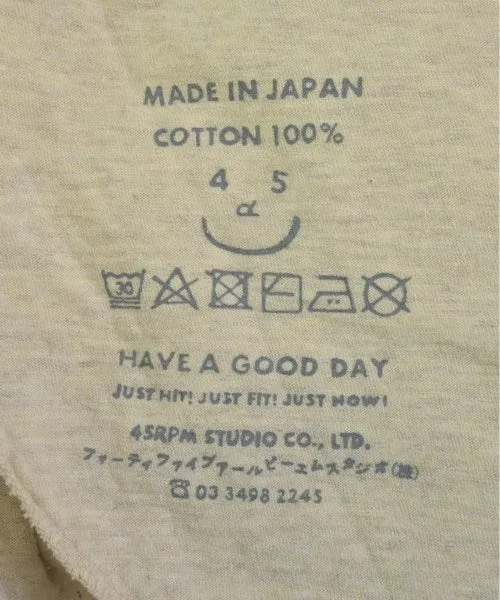 MADE IN JAPAN
COTTON 100%
4 5
R
30
HAVE A GOOD DAY
JUST HIT! JUST FIT! JUST NOW!
45RPM STUDIO CO., LTD.
フォーティファイブアールピーエムスタジオ(株)
☎03 3498 2245